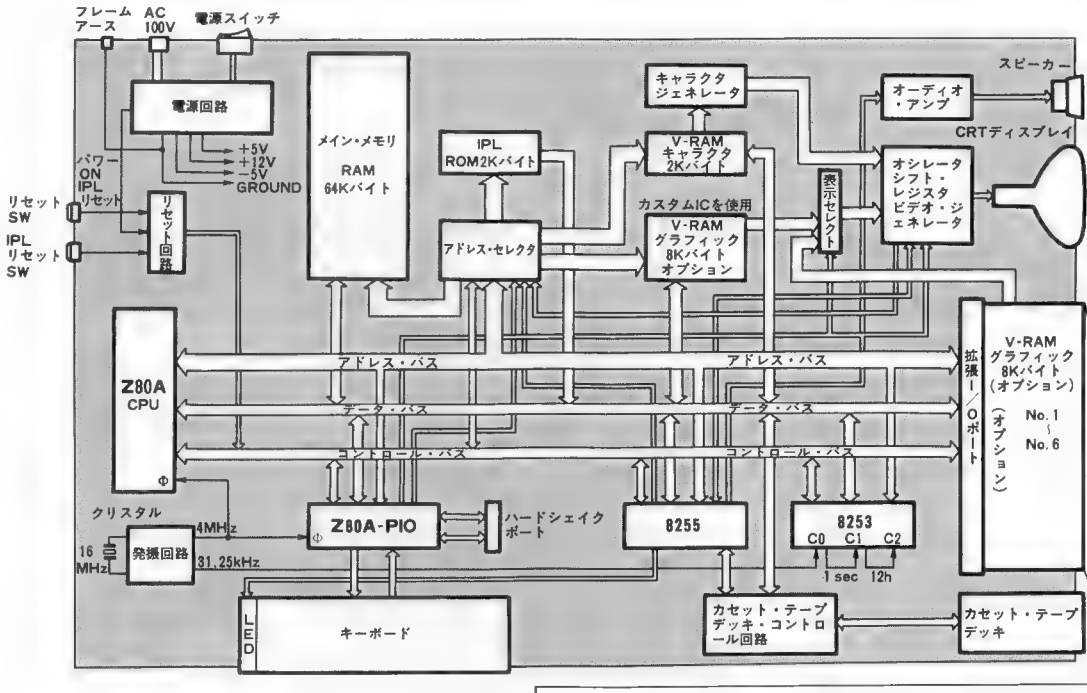 フレーム
アース
AC
100V
電源スイッチ
電源回路
+5V
+12V
-5V
GROUND
パワー
ON
IPL
リセット
リセット
SW
IPL
リセット
SW
リセット回路
メイン・メモリ
RAM
64Kバイト
IPL
ROM2Kバイト
アドレス・セレクタ
キャラクタ
ジェネレータ
V-RAM
キャラクタ
2Kバイト
カスタムICを使用
V-RAM
グラフィック
8Kバイト
オプション
表示セレクト
オーディオ
・アンプ
スピーカー
CRTディスプレイ
オシレータ
シフト・
レジスタ
ビデオ・ジ
ェネレータ
Z80A
CPU
Φ
アドレス・バス
アドレス・バス
データ・バス
データ・バス
コントロール・バス
コントロール・バス
拡張I/Oポート
(オプション)
V-RAM
グラフィック
8Kバイト
(オプション)
No.1
~
No.6
クリスタル
16
MHz
発振回路
4MHz
31,25kHz
Φ
Z80A-PIO
ハードシェイク
ポート
8255
8253
C0
C1
C2
1 sec
12h
LED
キーボード
カセット・テープ
デッキ・コントロ
ール回路
カセット・テープ
デッキ